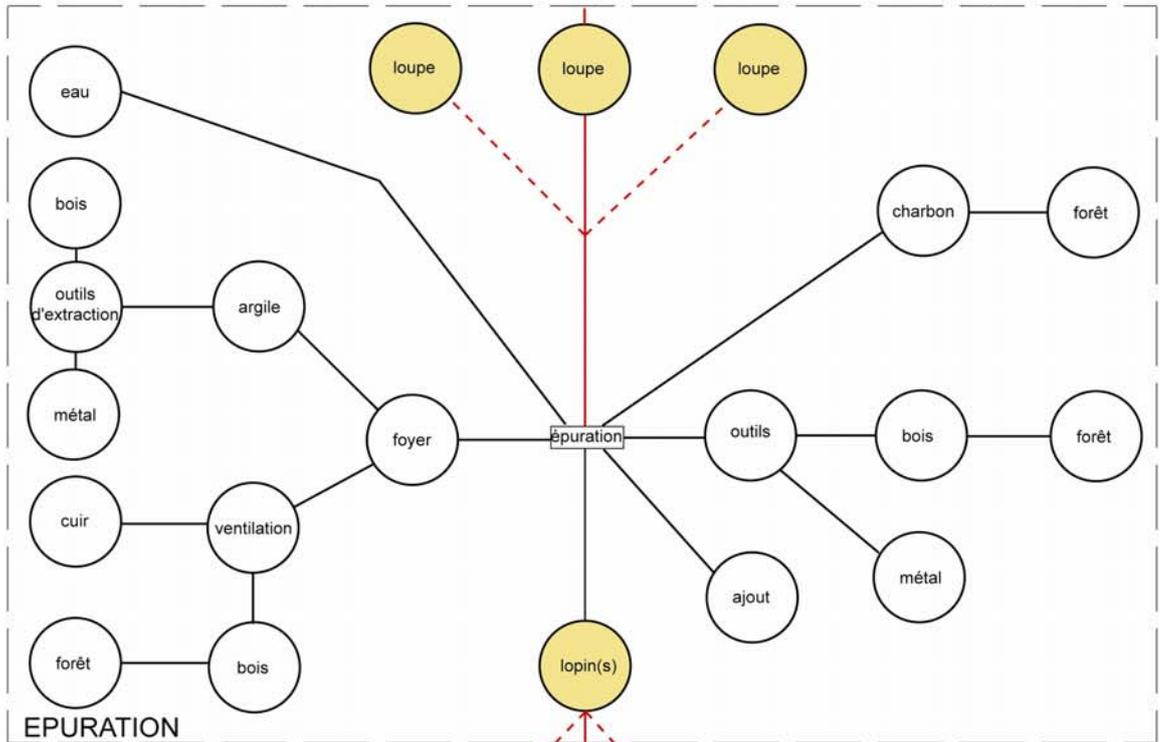 loupe
loupe
loupe
eau
bois
charbon
forêt
outils
d'extraction
argile
métal
foyer
épuration
outils
bois
forêt
cuir
ventilation
métal
ajout
forêt
bois
lopin(s)
EPURATION